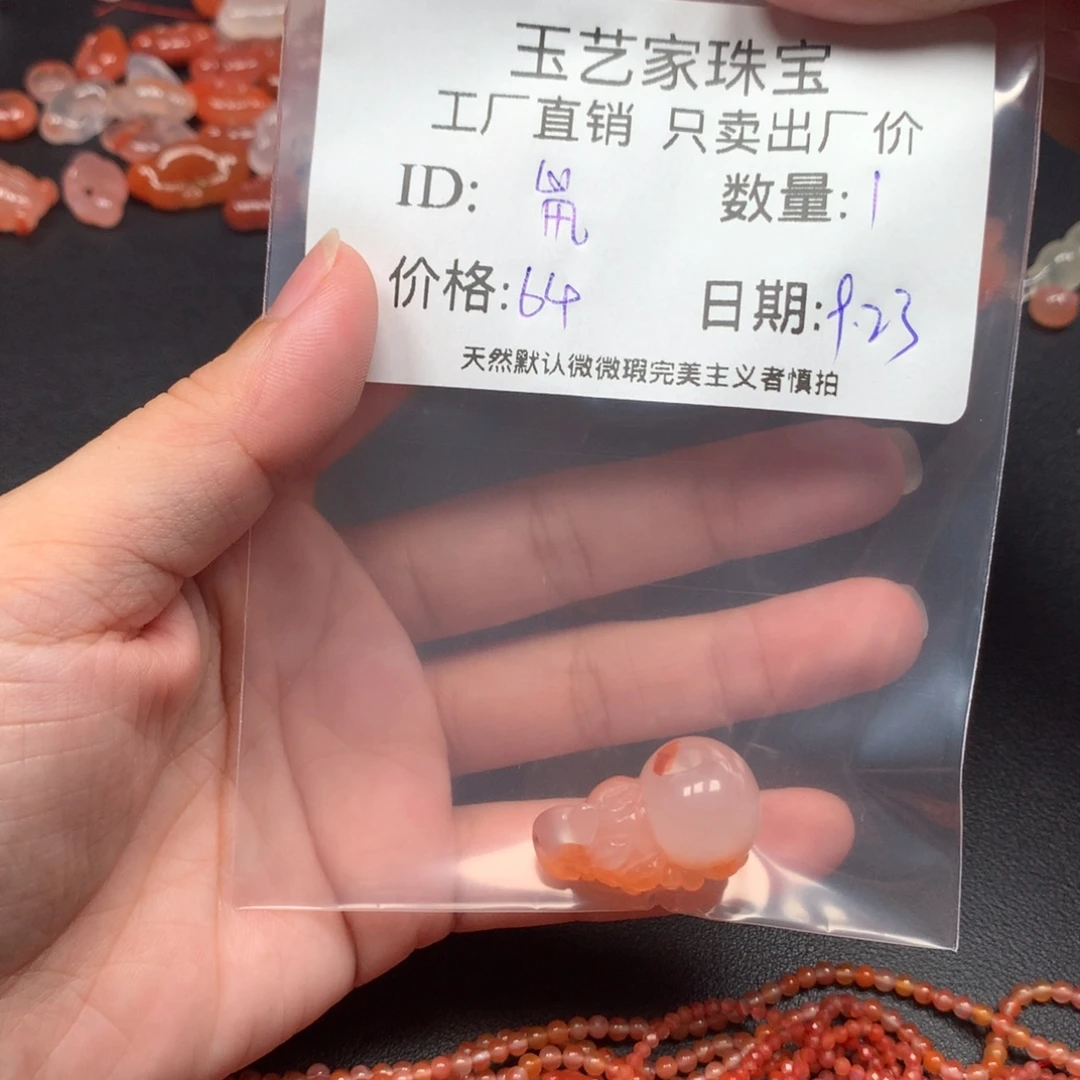 玉艺家珠宝
工厂直销 只卖出厂价
ID: 数量:1
价格:64 日期:9.23
天然默认微微瑕完美主义者慎拍